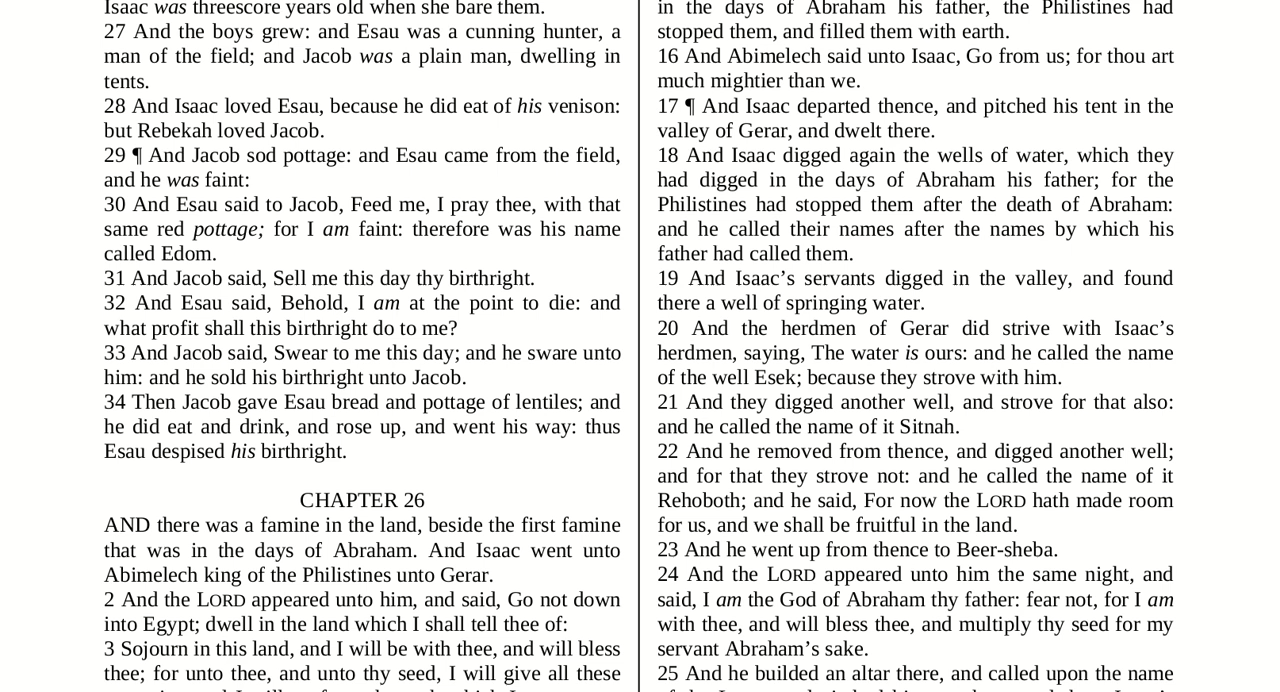 Isaac was threescore years old when she bare them.
27 And the boys grew: and Esau was a cunning hunter, a
man of the field; and Jacob was a plain man, dwelling in
tents.
28 And Isaac loved Esau, because he did eat of his venison:
but Rebekah loved Jacob.
29 ¶ And Jacob sod pottage: and Esau came from the field,
and he was faint:
30 And Esau said to Jacob, Feed me, I pray thee, with that
same red pottage; for I am faint: therefore was his name
called Edom.
31 And Jacob said, Sell me this day thy birthright.
32 And Esau said, Behold, I am at the point to die: and
what profit shall this birthright do to me?
33 And Jacob said, Swear to me this day; and he sware unto
him: and he sold his birthright unto Jacob.
34 Then Jacob gave Esau bread and pottage of lentiles; and
he did eat and drink, and rose up, and went his way: thus
Esau despised his birthright.
CHAPTER 26
AND there was a famine in the land, beside the first famine
that was in the days of Abraham. And Isaac went unto
Abimelech king of the Philistines unto Gerar.
2 And the LORD appeared unto him, and said, Go not down
into Egypt; dwell in the land which I shall tell thee of:
3 Sojourn in this land, and I will be with thee, and will bless
thee; for unto thee, and unto thy seed, I will give all these
in the days of Abraham his father, the Philistines had
stopped them, and filled them with earth.
16 And Abimelech said unto Isaac, Go from us; for thou art
much mightier than we.
17 ¶ And Isaac departed thence, and pitched his tent in the
valley of Gerar, and dwelt there.
18 And Isaac digged again the wells of water, which they
had digged in the days of Abraham his father; for the
Philistines had stopped them after the death of Abraham:
and he called their names after the names by which his
father had called them.
19 And Isaac’s servants digged in the valley, and found
there a well of springing water.
20 And the herdmen of Gerar did strive with Isaac’s
herdmen, saying, The water is ours: and he called the name
of the well Esek; because they strove with him.
21 And they digged another well, and strove for that also:
and he called the name of it Sitnah.
22 And he removed from thence, and digged another well;
and for that they strove not: and he called the name of it
Rehoboth; and he said, For now the LORD hath made room
for us, and we shall be fruitful in the land.
23 And he went up from thence to Beer-sheba.
24 And the LORD appeared unto him the same night, and
said, I am the God of Abraham thy father: fear not, for I am
with thee, and will bless thee, and multiply thy seed for my
servant Abraham’s sake.
25 And he builded an altar there, and called upon the name